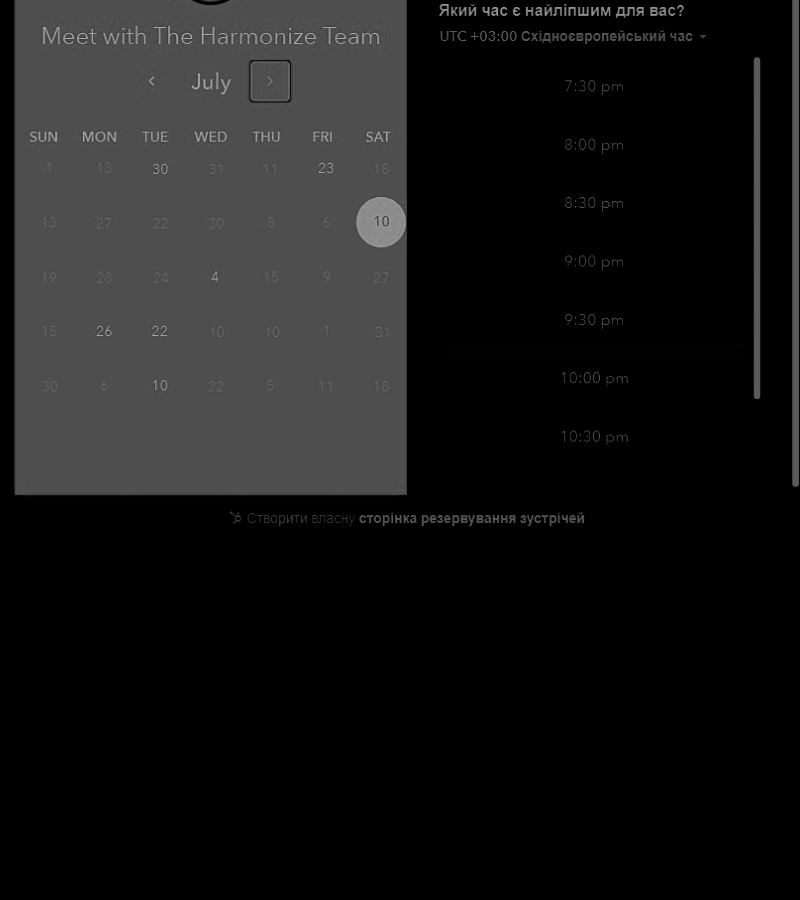 Meet with The Harmonize Team
July
SUN MON TUE WED THU FRI SAT
1 13 30 31 11 23 18
13 27 22 30 8 6 10
19 28 24 4 15 9 27
15 26 22 10 10 1 31
30 6 10 22 5 11 18
Який час є найліпшим для вас?
UTC +03:00 Східноєвропейський час
7:30 pm
8:00 pm
8:30 pm
9:00 pm
9:30 pm
10:00 pm
10:30 pm
Створити власну сторінка резервування зустрічей